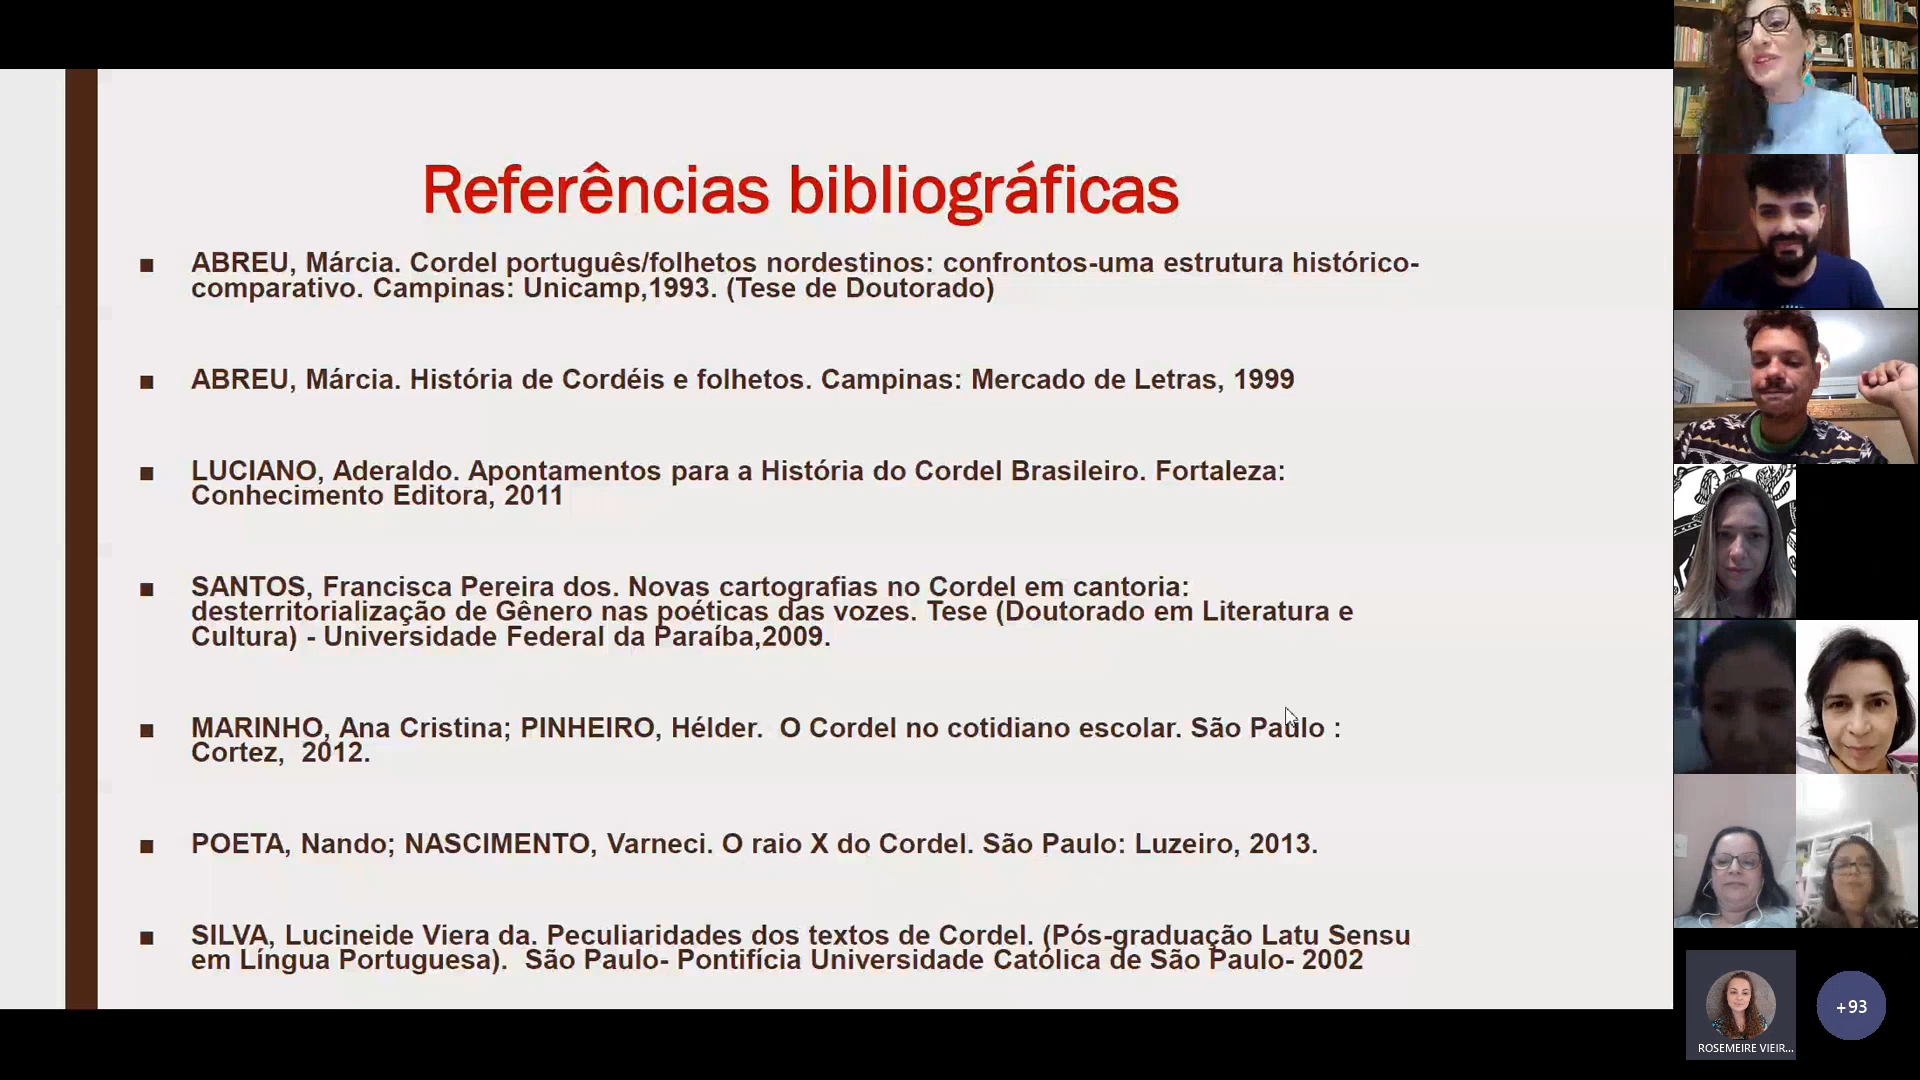 Referências bibliográficas
ABREU, Márcia. Cordel português/folhetos nordestinos: confrontos-uma estrutura histórico-
comparativo. Campinas: Unicamp,1993. (Tese de Doutorado)
ABREU, Márcia. História de Cordéis e folhetos. Campinas: Mercado de Letras, 1999
LUCIANO, Aderaldo. Apontamentos para a História do Cordel Brasileiro. Fortaleza:
Conhecimento Editora, 2011
SANTOS, Francisca Pereira dos. Novas cartografias no Cordel em cantoria:
desterritorialização de Gênero nas poéticas das vozes. Tese (Doutorado em Literatura e
Cultura) - Universidade Federal da Paraíba,2009.
MARINHO, Ana Cristina; PINHEIRO, Hélder.  O Cordel no cotidiano escolar. São Paulo :
Cortez,  2012.
POETA, Nando; NASCIMENTO, Varneci. O raio X do Cordel. São Paulo: Luzeiro, 2013.
SILVA, Lucineide Viera da. Peculiaridades dos textos de Cordel. (Pós-graduação Latu Sensu
em Língua Portuguesa).  São Paulo- Pontifícia Universidade Católica de São Paulo- 2002
ROSEMEIRE VIEIR...
+93